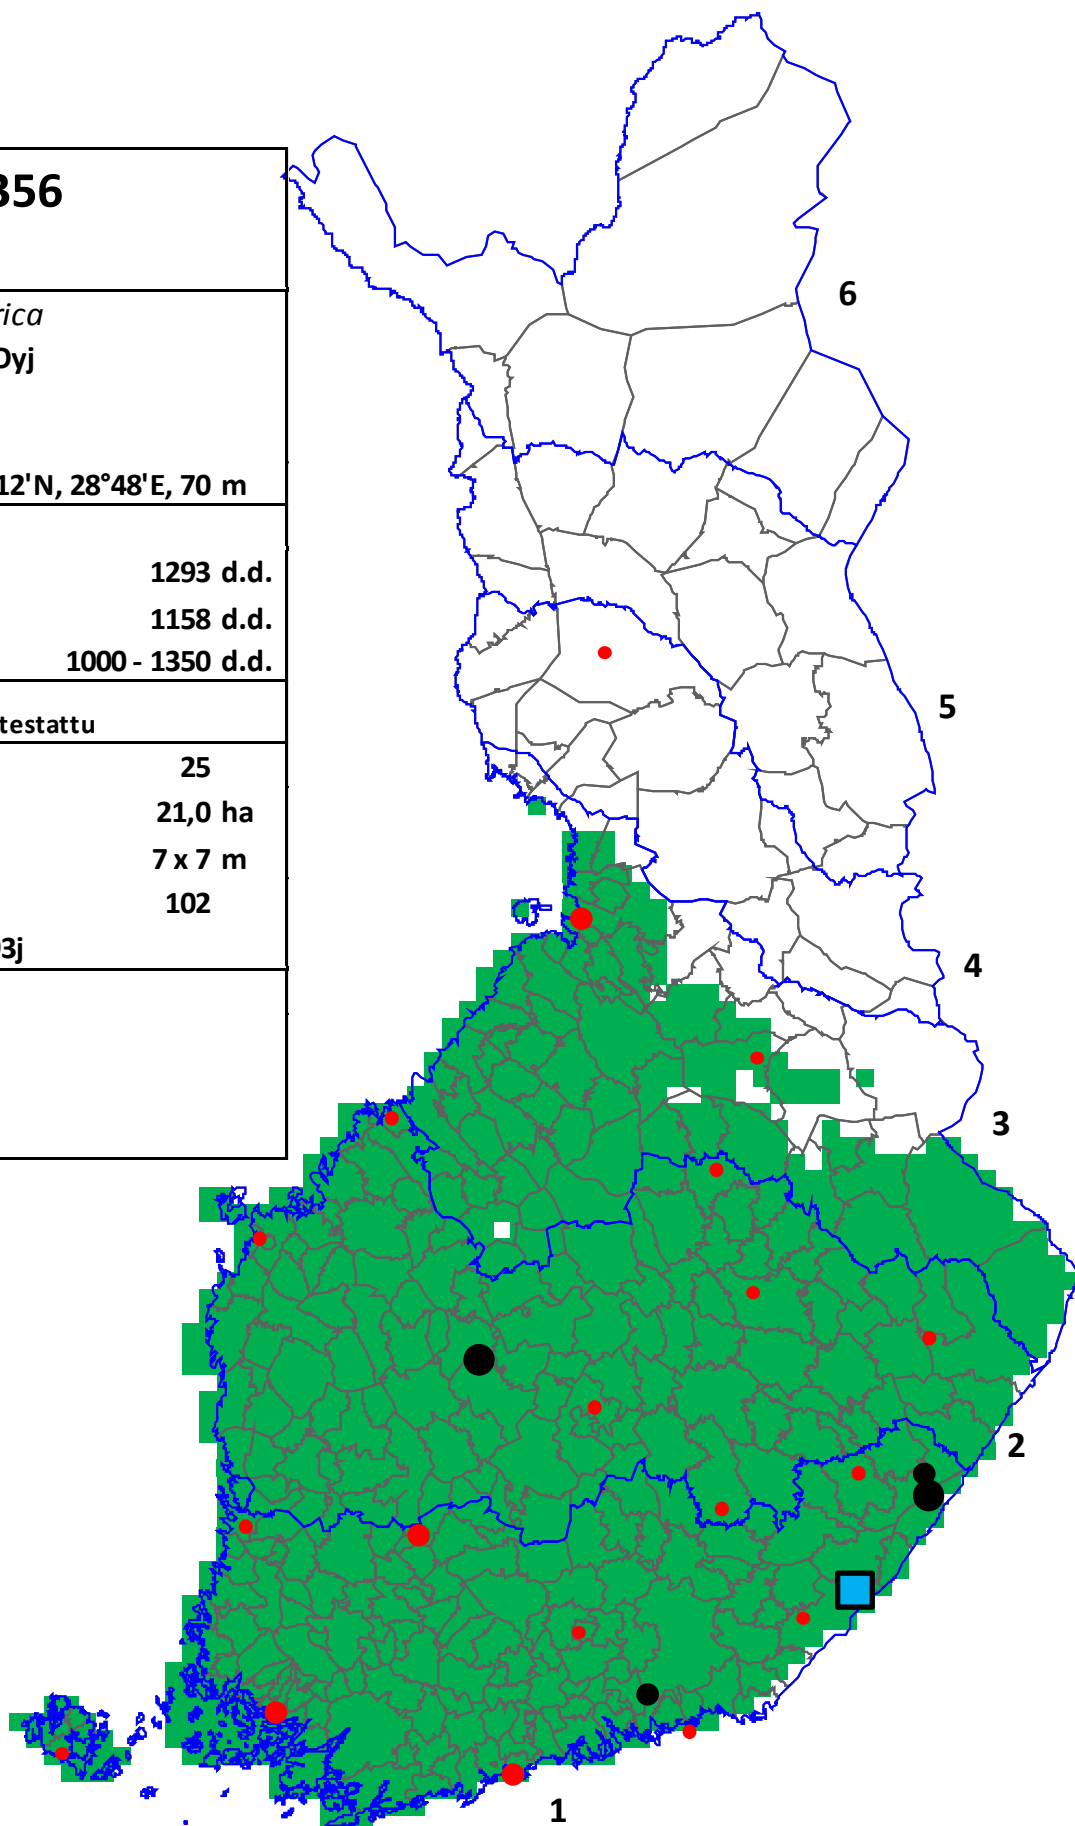 356
rica
Dyj
12'N, 28°48'E, 70 m
1293 d.d.
1158 d.d.
1000 - 1350 d.d.
testattu
25
21,0 ha
7 x 7 m
102
3j
6
5
4
3
2
1